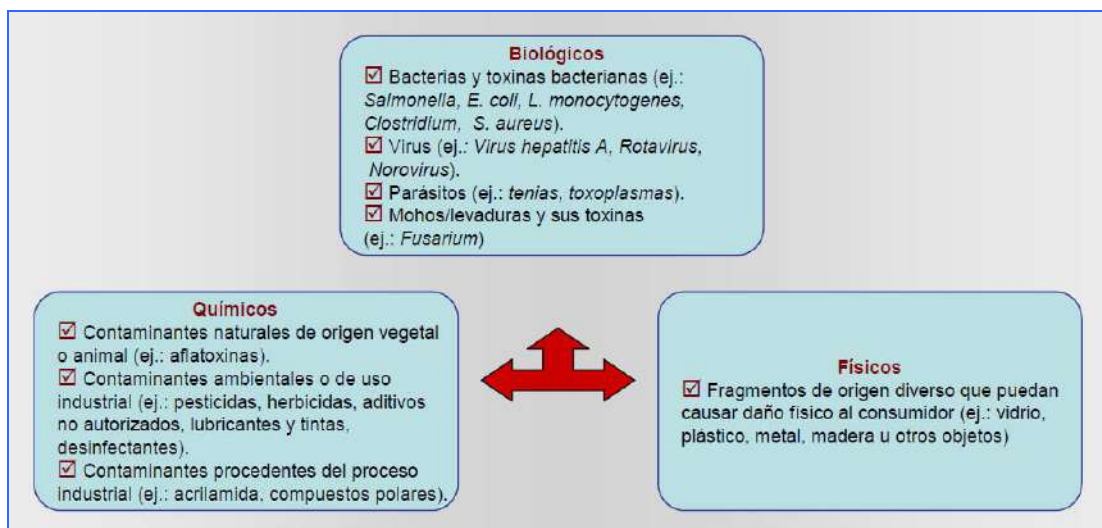 Biológicos
☑ Bacterias y toxinas bacterianas (ej.:
Salmonella, E. coli, L. monocytogenes,
Clostridium, S. aureus).
☑ Virus (ej.: Virus hepatitis A, Rotavirus,
Norovirus).
☑ Parásitos (ej.: tenias, toxoplasmas).
☑ Mohos/levaduras y sus toxinas
(ej.: Fusarium)
Químicos
☑ Contaminantes naturales de origen vegetal
o animal (ej.: aflatoxinas).
☑ Contaminantes ambientales o de uso
industrial (ej.: pesticidas, herbicidas, aditivos
no autorizados, lubricantes y tintas,
desinfectantes).
☑ Contaminantes procedentes del proceso
industrial (ej.: acrilamida, compuestos polares).
Físicos
☑ Fragmentos de origen diverso que puedan
causar daño físico al consumidor (ej.: vidrio,
plástico, metal, madera u otros objetos)